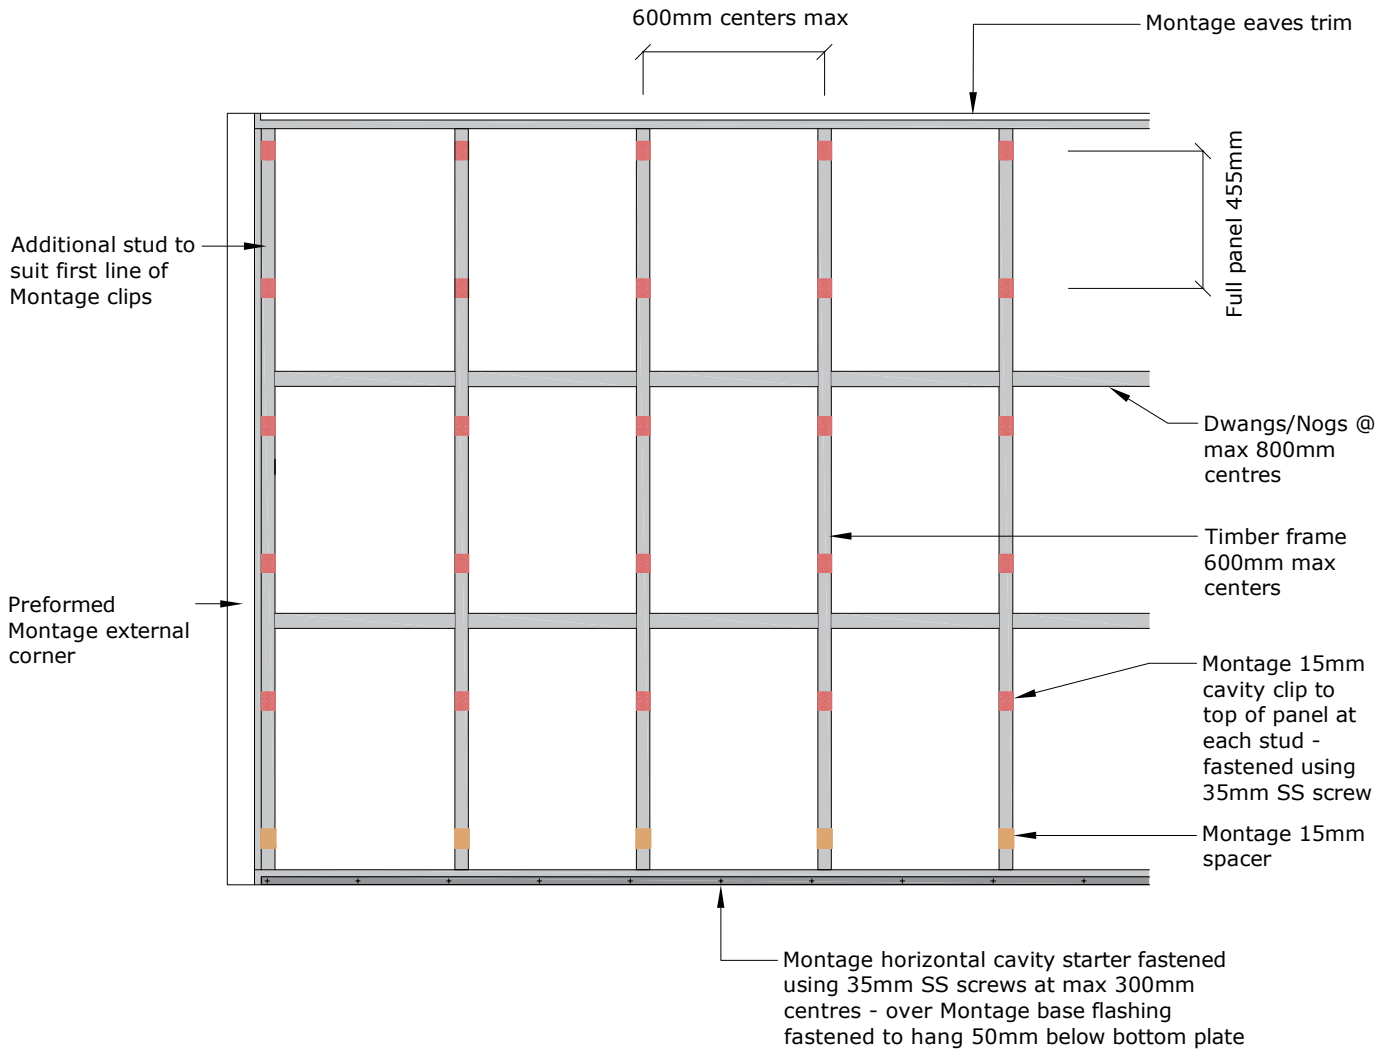 600mm centers max
Montage eaves trim
Full panel 455mm
Additional stud to
suit first line of
Montage clips
Dwangs/Nogs @
max 800mm
centres
Timber frame
600mm max
centers
Preformed
Montage external
corner
Montage 15mm
cavity clip to
top of panel at
each stud -
fastened using
35mm SS screw
Montage 15mm
spacer
Montage horizontal cavity starter fastened
using 35mm SS screws at max 300mm
centres - over Montage base flashing
fastened to hang 50mm below bottom plate